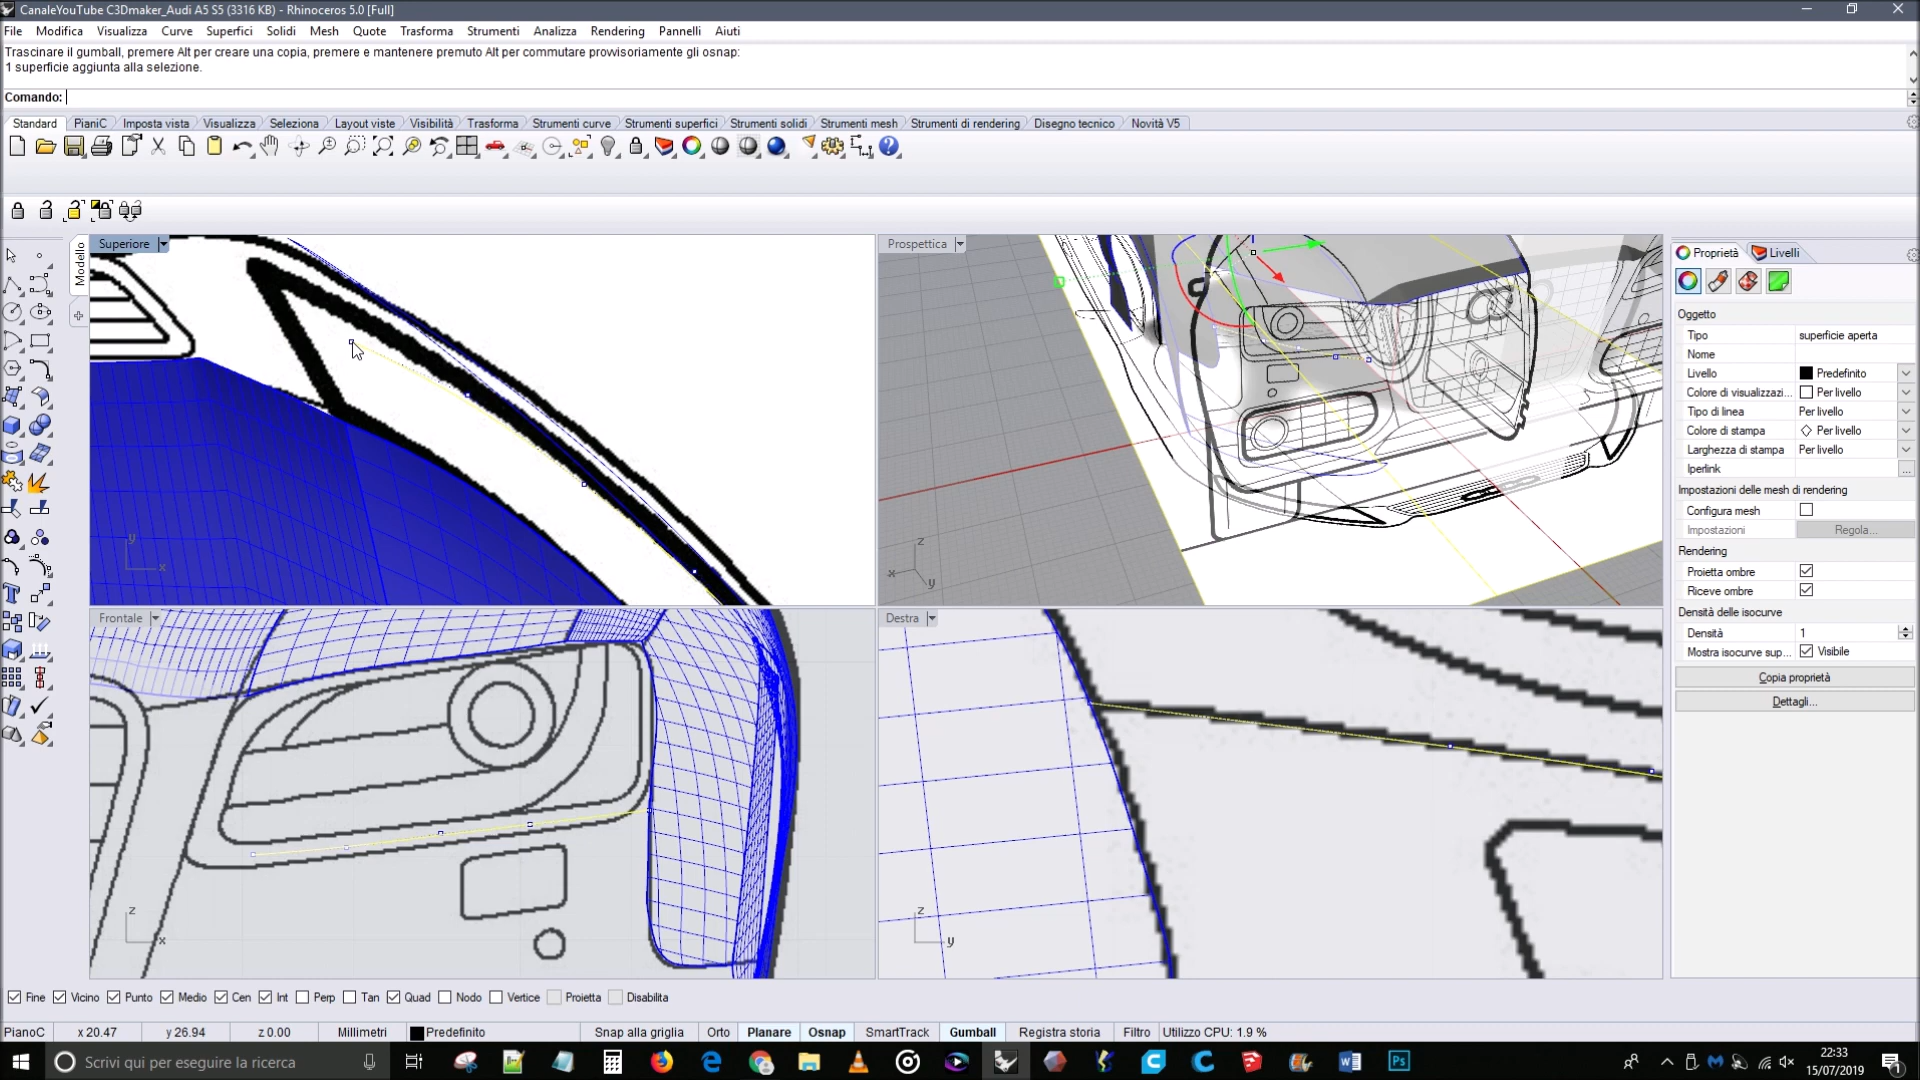 CanaleYouTube C3Dmaker_Audi A5 S5 (3316 KB) - Rhinoceros 5.0 [Full]
File Modifica Visualizza Curve Superfici Solidi Mesh Quote Trasforma Strumenti Analizza Rendering Pannelli Aiuti
Trascinare il gumball, premere Alt per creare una copia, premere e mantenere premuto Alt per commutare provvisoriamente gli osnap:
1 superficie aggiunta alla selezione.
Comando:
Standard PianiC Imposta vista Visualizza Seleziona Layout viste Visibilità Trasforma Strumenti curve Strumenti superfici Strumenti solidi Strumenti mesh Strumenti di rendering Disegno tecnico Novità V5
Modello
Superiore
y
x
Prospettica
z
x
y
Frontale
z
x
Destra
z
y
Proprietà Livelli
Oggetto
Tipo superficie aperta
Nome
Livello Predefinito
Colore di visualizzazi... Per livello
Tipo di linea Per livello
Colore di stampa Per livello
Larghezza di stampa Per livello
Iperlink ...
Impostazioni delle mesh di rendering
Configura mesh
Impostazioni Regola...
Rendering
Proietta ombre
Riceve ombre
Densità delle isocurve
Densità 1
Mostra isocurve sup... Visibile
Copia proprietà
Dettagli...
Fine Vicino Punto Medio Cen Int Perp Tan Quad Nodo Vertice Proietta Disabilita
PianoC x 20.47 y 26.94 z 0.00 Millimetri Predefinito Snap alla griglia Orto Planare Osnap SmartTrack Gumball Registra storia Filtro Utilizzo CPU: 1.9 %
Scrivi qui per eseguire la ricerca
22:33
15/07/2019
1